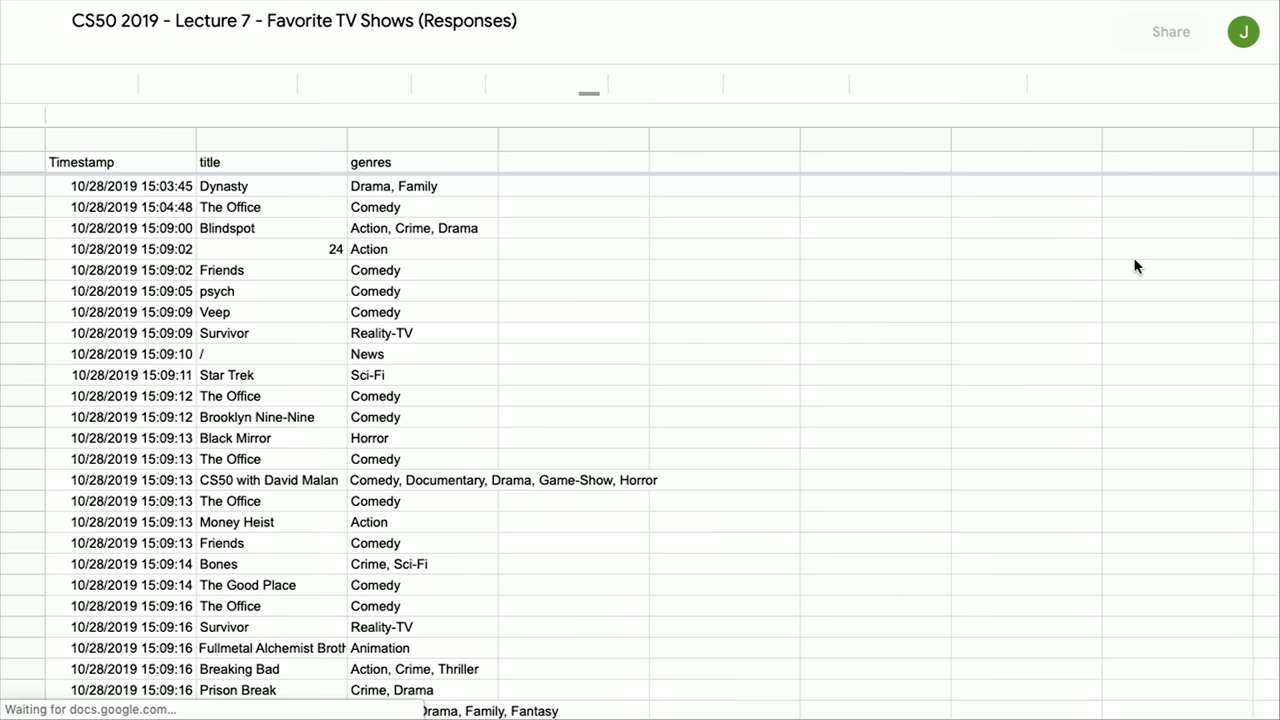 CS50 2019 - Lecture 7 - Favorite TV Shows (Responses)
Share
J
Timestamp title genres
10/28/2019 15:03:45 Dynasty Drama, Family
10/28/2019 15:04:48 The Office Comedy
10/28/2019 15:09:00 Blindspot Action, Crime, Drama
10/28/2019 15:09:02 24 Action
10/28/2019 15:09:02 Friends Comedy
10/28/2019 15:09:05 psych Comedy
10/28/2019 15:09:09 Veep Comedy
10/28/2019 15:09:09 Survivor Reality-TV
10/28/2019 15:09:10 / News
10/28/2019 15:09:11 Star Trek Sci-Fi
10/28/2019 15:09:12 The Office Comedy
10/28/2019 15:09:12 Brooklyn Nine-Nine Comedy
10/28/2019 15:09:13 Black Mirror Horror
10/28/2019 15:09:13 The Office Comedy
10/28/2019 15:09:13 CS50 with David Malan Comedy, Documentary, Drama, Game-Show, Horror
10/28/2019 15:09:13 The Office Comedy
10/28/2019 15:09:13 Money Heist Action
10/28/2019 15:09:13 Friends Comedy
10/28/2019 15:09:14 Bones Crime, Sci-Fi
10/28/2019 15:09:14 The Good Place Comedy
10/28/2019 15:09:16 The Office Comedy
10/28/2019 15:09:16 Survivor Reality-TV
10/28/2019 15:09:16 Fullmetal Alchemist Broth Animation
10/28/2019 15:09:16 Breaking Bad Action, Crime, Thriller
10/28/2019 15:09:16 Prison Break Crime, Drama
Waiting for docs.google.com...
Drama, Family, Fantasy